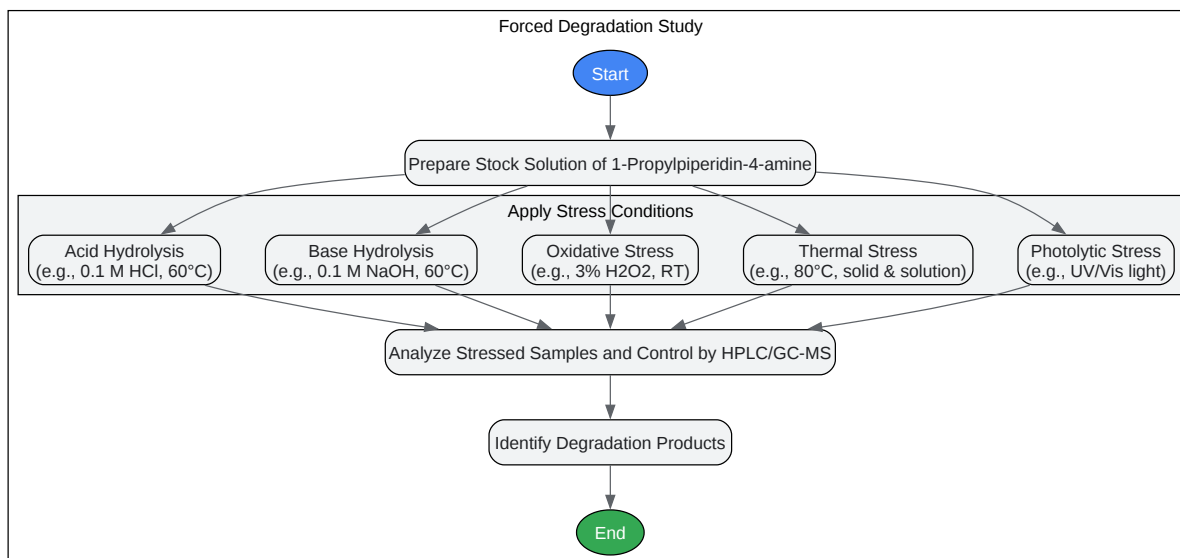 Forced Degradation Study
Start
Prepare Stock Solution of 1-Propylpiperidin-4-amine
Apply Stress Conditions
Acid Hydrolysis
(e.g., 0.1 M HCl, 60°C)
Base Hydrolysis
(e.g., 0.1 M NaOH, 60°C)
Oxidative Stress
(e.g., 3% H2O2, RT)
Thermal Stress
(e.g., 80°C, solid & solution)
Photolytic Stress
(e.g., UV/Vis light)
Analyze Stressed Samples and Control by HPLC/GC-MS
Identify Degradation Products
End